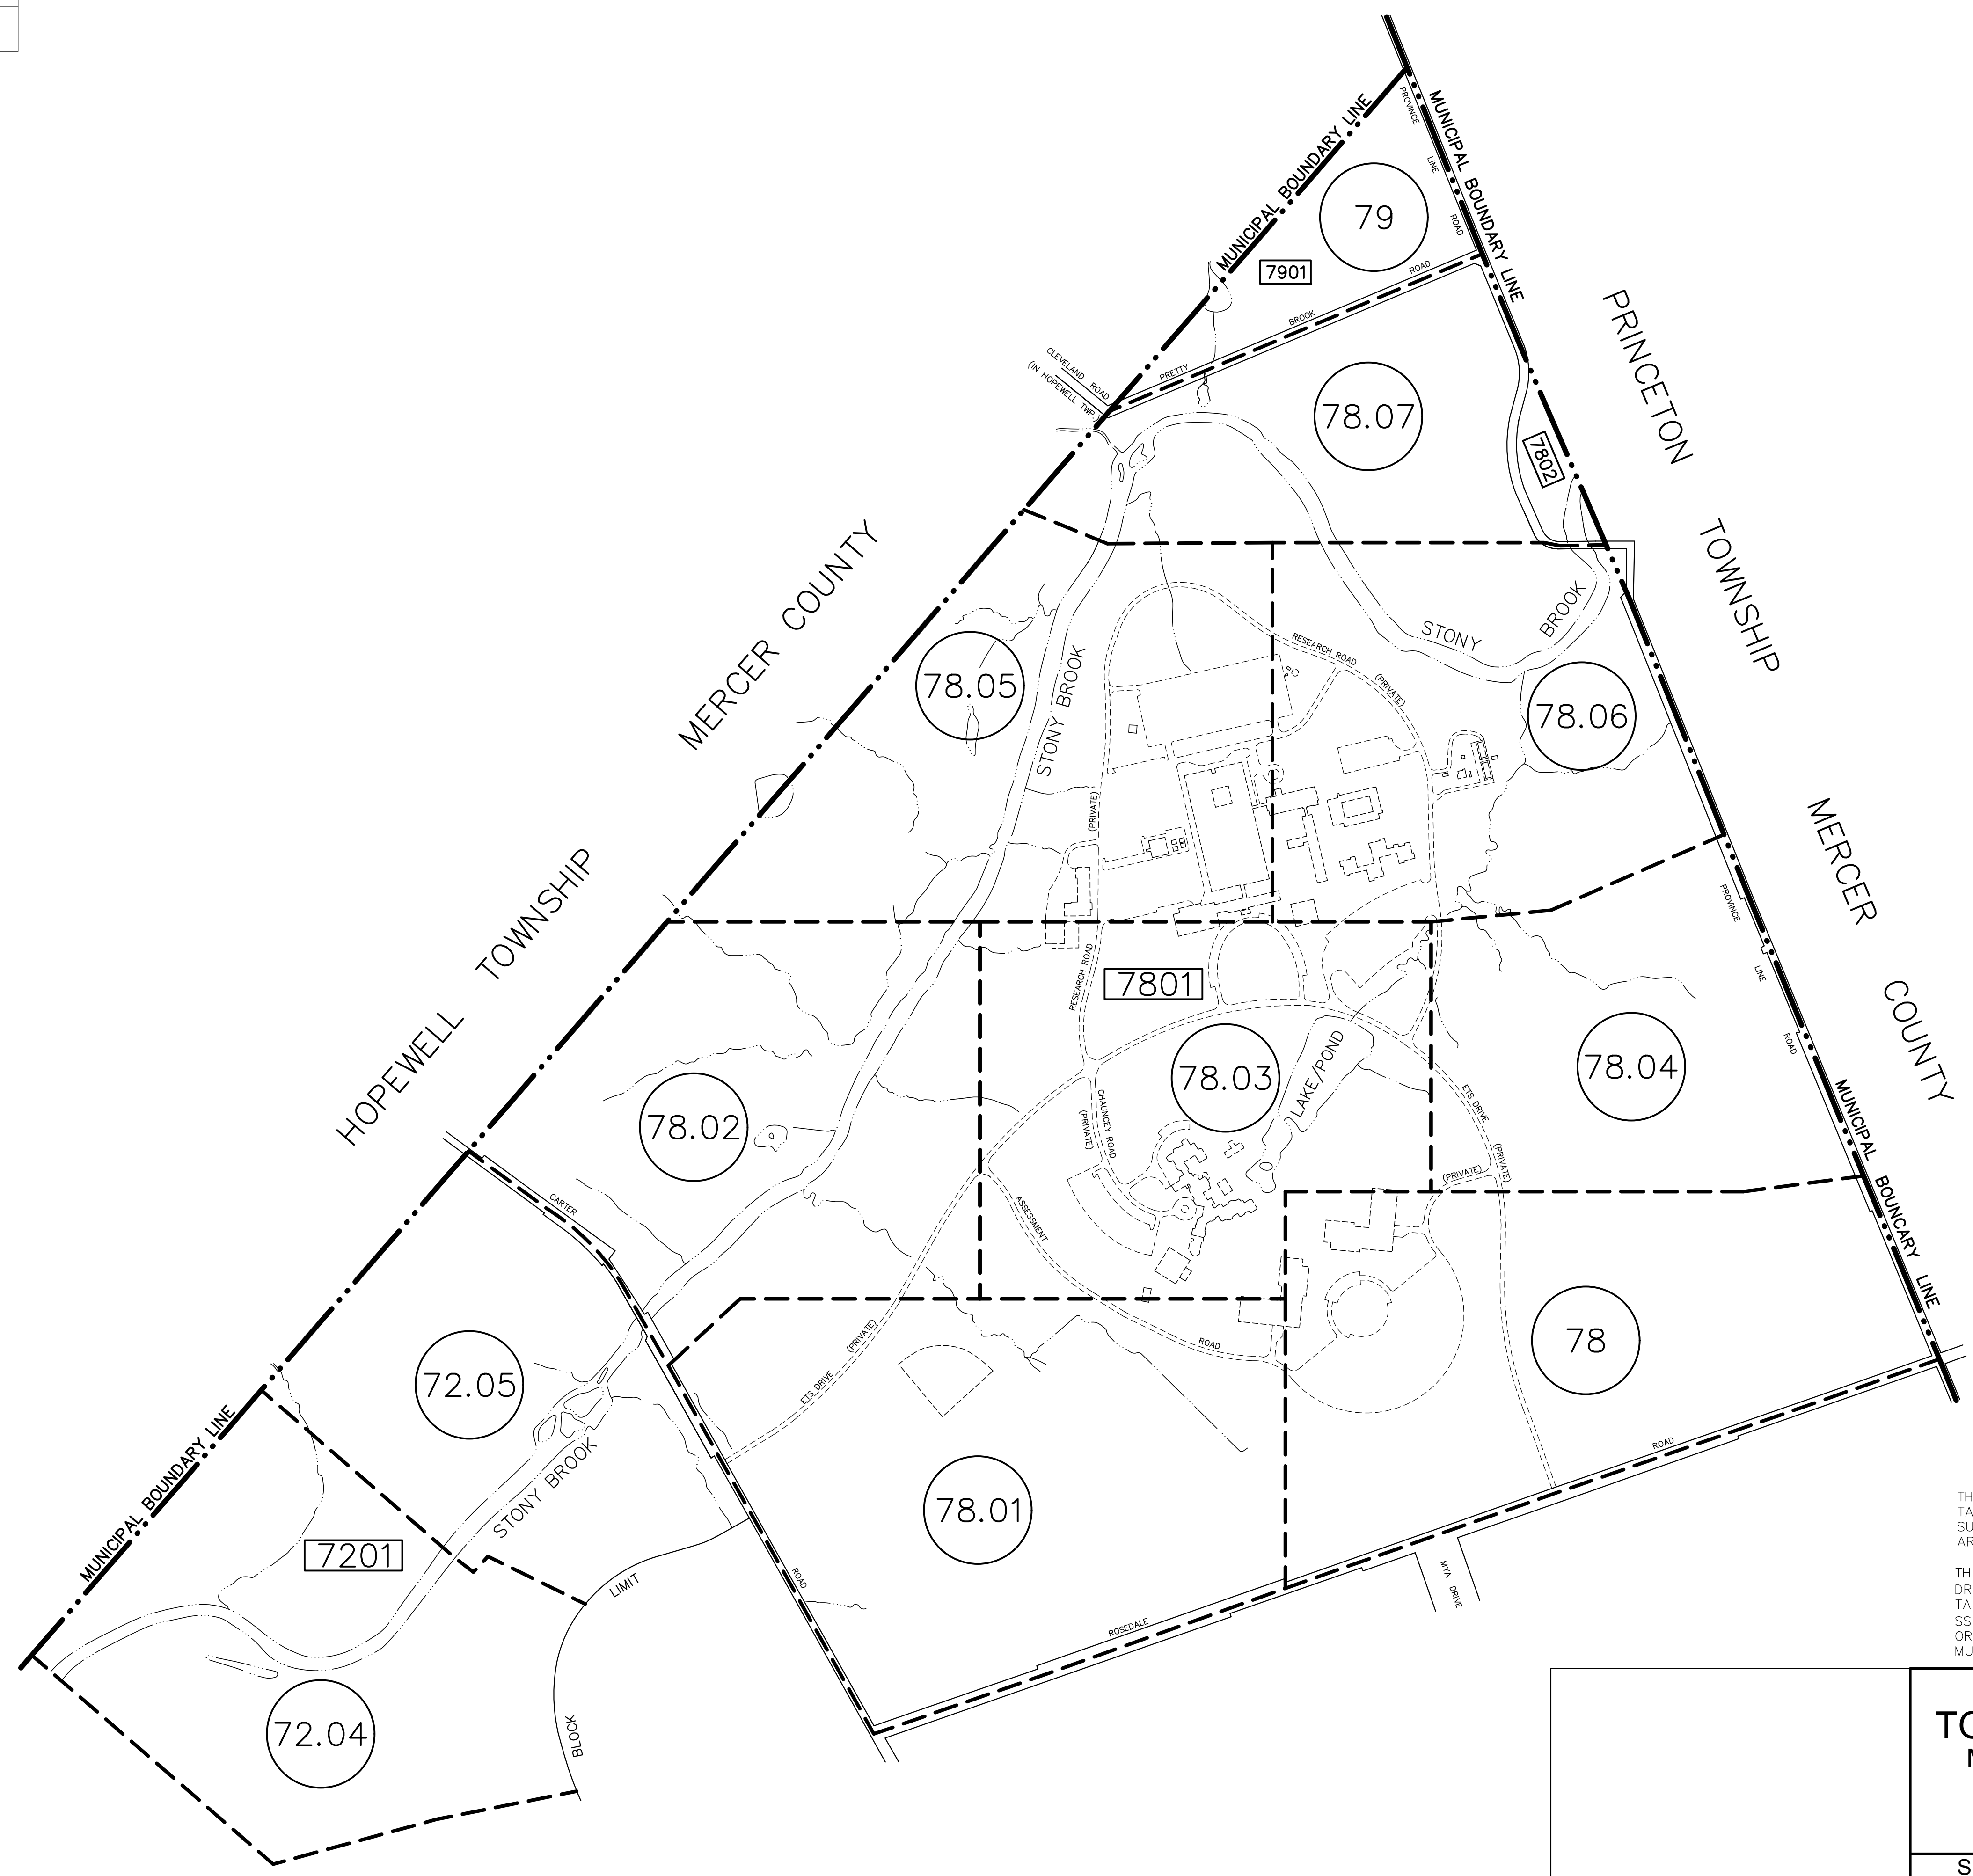 MUNICIPAL BOUNDARY LINE
MUNICIPAL BOUNDARY LINE
PROVINCE LINE ROAD
79
7901
PRETTY BROOK ROAD
CLEVELAND ROAD
(IN HOPEWELL TWP.)
78.07
7802
PRINCETON TOWNSHIP
MERCER COUNTY
MERCER COUNTY
HOPEWELL TOWNSHIP
78.05
STONY BROOK
STONY BROOK
RESEARCH ROAD
(PRIVATE)
78.06
(PRIVATE)
RESEARCH ROAD
7801
PROVINCE LINE ROAD
78.02
78.03
LAKE/POND
78.04
CHAUNCEY ROAD
(PRIVATE)
ETS DRIVE
(PRIVATE)
(PRIVATE)
MUNICIPAL BOUNCARY LINE
CARTER
ROAD
ASSESSMENT
ROAD
ETS DRIVE
(PRIVATE)
72.05
78
MUNICIPAL BOUNDARY LINE
STONY BROOK
7201
78.01
BLOCK LIMIT
ROSEDALE
ROAD
MYA DRIVE
72.04